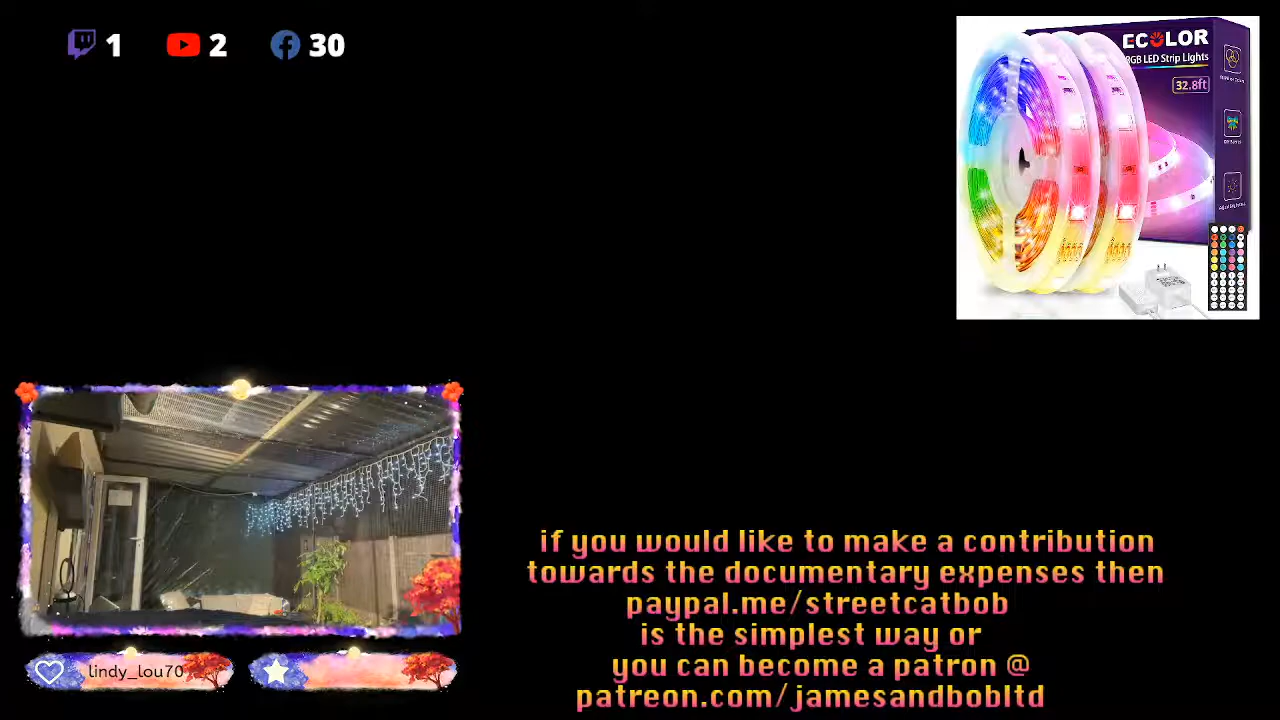 1 2 30
ECOLOR
RGB LED Strip Lights
32.8ft
if you would like to make a contribution
towards the documentary expenses then
paypal.me/streetcatbob
is the simplest way or
you can become a patron @
patreon.com/jamesandbobltd
lindy_lou70